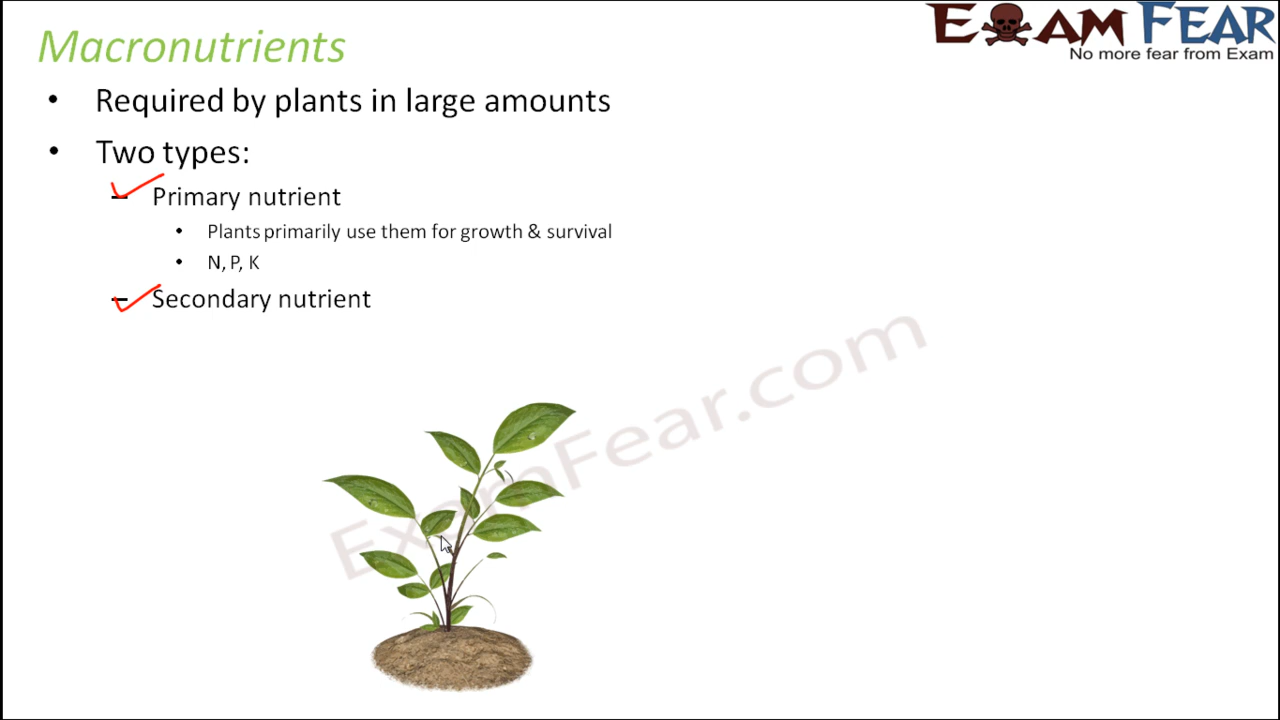 Macronutrients
EXAM FEAR
No more fear from Exam
• Required by plants in large amounts
• Two types:
– Primary nutrient
• Plants primarily use them for growth & survival
• N, P, K
– Secondary nutrient
ExamFear.com